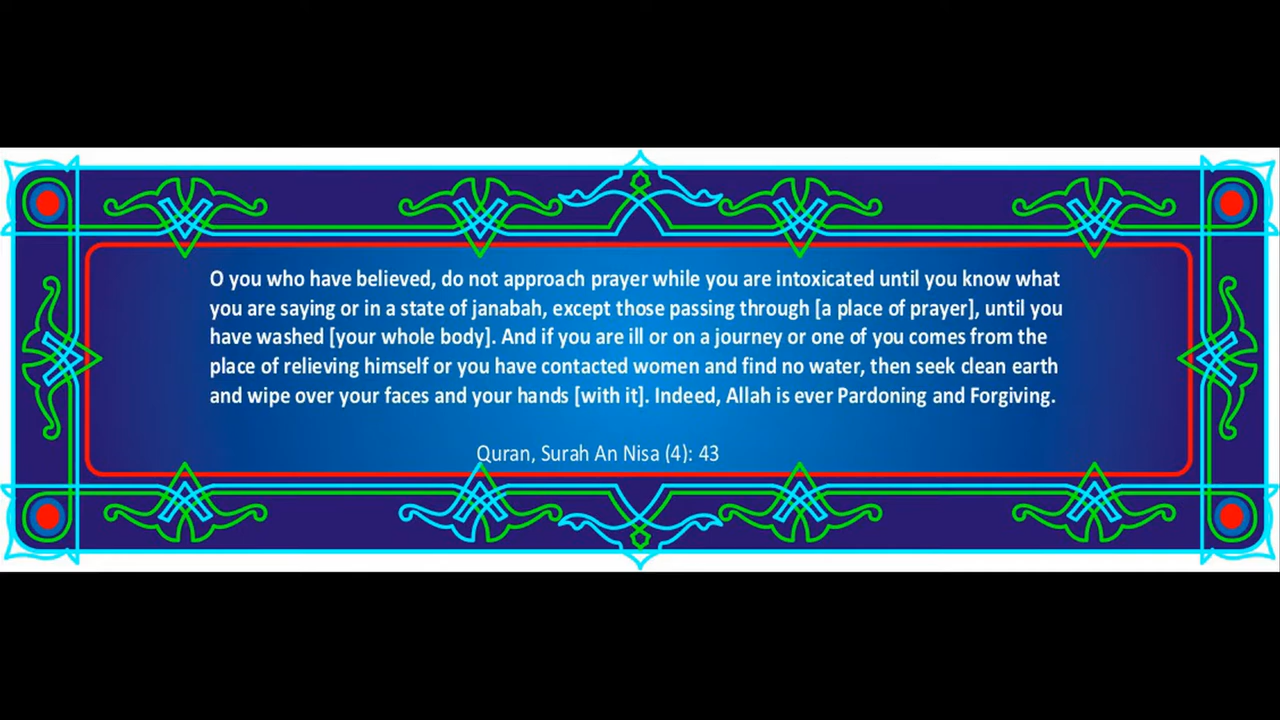 O you who have believed, do not approach prayer while you are intoxicated until you know what
you are saying or in a state of janabah, except those passing through [a place of prayer], until you
have washed [your whole body]. And if you are ill or on a journey or one of you comes from the
place of relieving himself or you have contacted women and find no water, then seek clean earth
and wipe over your faces and your hands [with it]. Indeed, Allah is ever Pardoning and Forgiving.
Quran, Surah An Nisa (4): 43